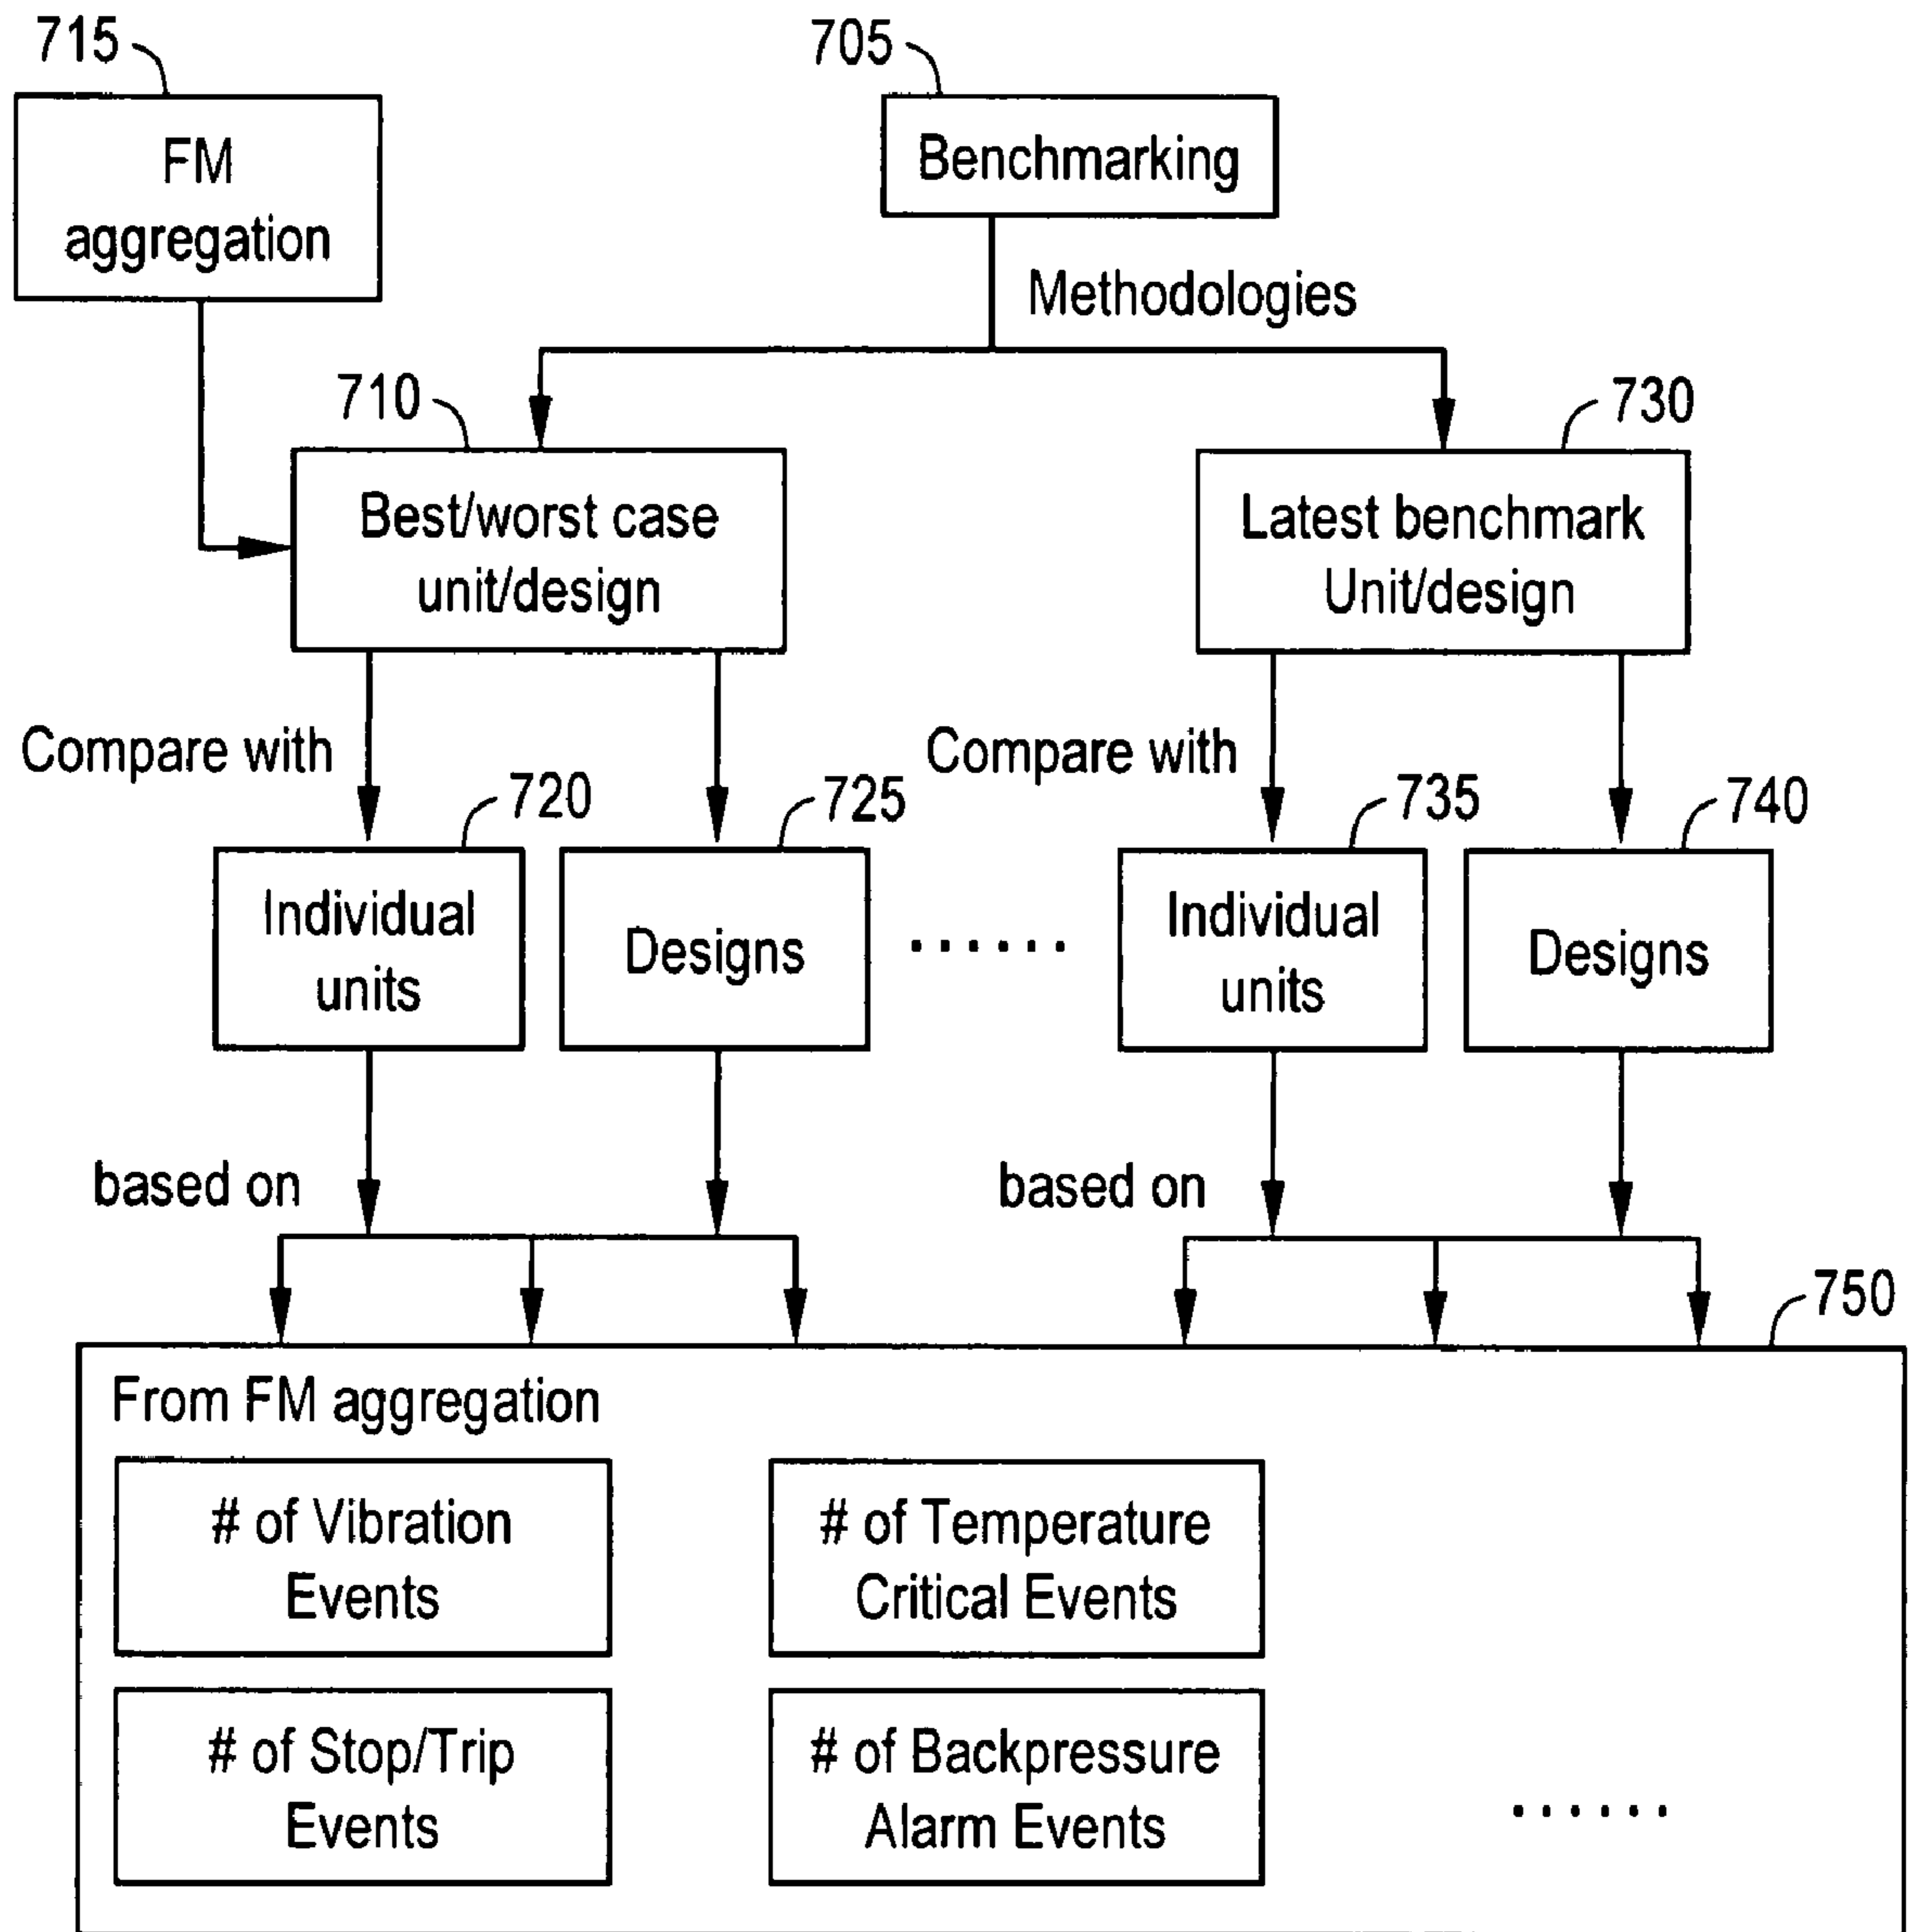 715
705
FM
aggregation
Benchmarking
Methodologies
710
730
Best/worst case
unit/design
Latest benchmark
Unit/design
Compare with
Compare with
720
725
735
740
Individual
units
Designs
......
Individual
units
Designs
based on
based on
750
From FM aggregation
# of Vibration
Events
# of Temperature
Critical Events
# of Stop/Trip
Events
# of Backpressure
Alarm Events
......